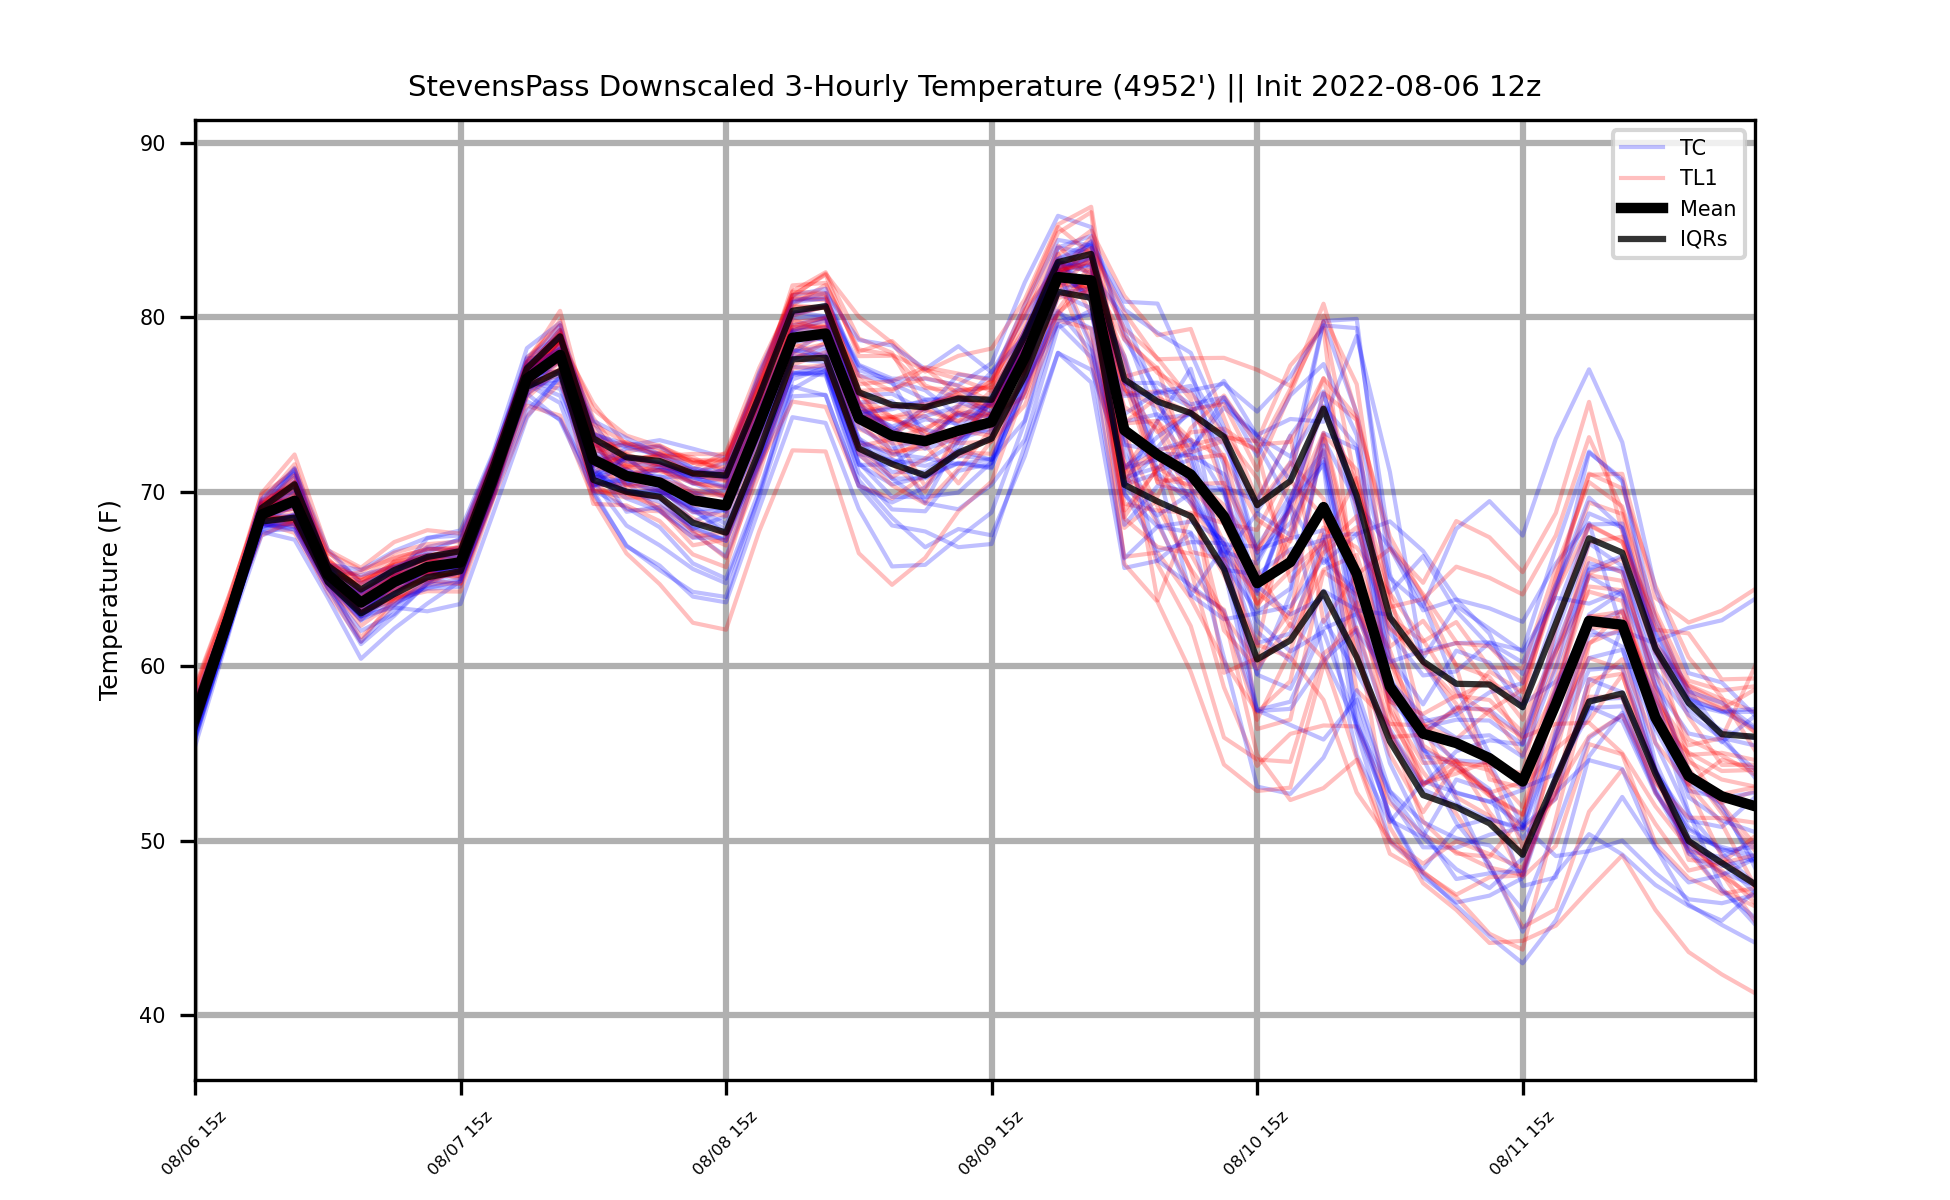 StevensPass Downscaled 3-Hourly Temperature (4952') || Init 2022-08-06 12z
TC
TL1
Mean
IQRs
Temperature (F)
90
80
70
60
50
40
08/06 15z
08/07 15z
08/08 15z
08/09 15z
08/10 15z
08/11 15z